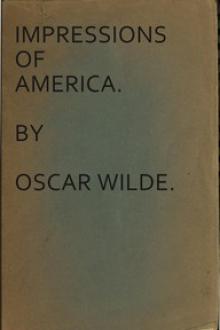 IMPRESSIONS
OF
AMERICA.
BY
OSCAR WILDE.